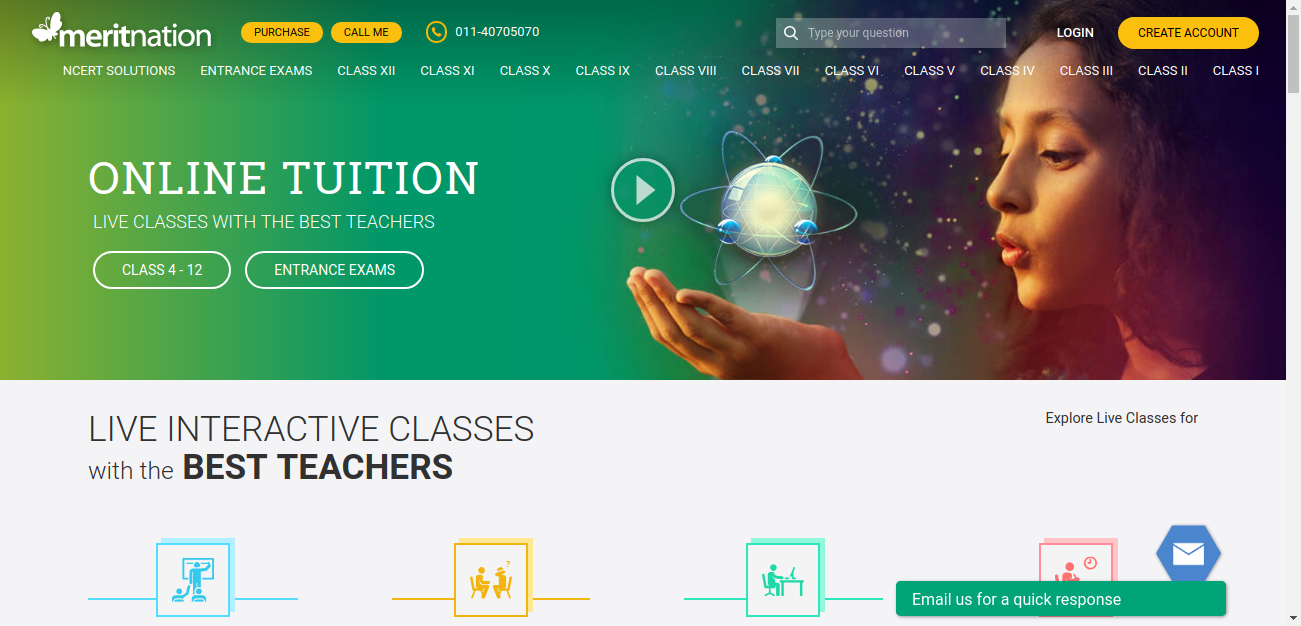 meritnation
PURCHASE
CALL ME
011-40705070
Type your question
LOGIN
CREATE ACCOUNT
NCERT SOLUTIONS
ENTRANCE EXAMS
CLASS XII
CLASS XI
CLASS X
CLASS IX
CLASS VIII
CLASS VII
CLASS VI
CLASS V
CLASS IV
CLASS III
CLASS II
CLASS I
ONLINE TUITION
LIVE CLASSES WITH THE BEST TEACHERS
CLASS 4 - 12
ENTRANCE EXAMS
LIVE INTERACTIVE CLASSES
with the BEST TEACHERS
Explore Live Classes for
?
Email us for a quick response